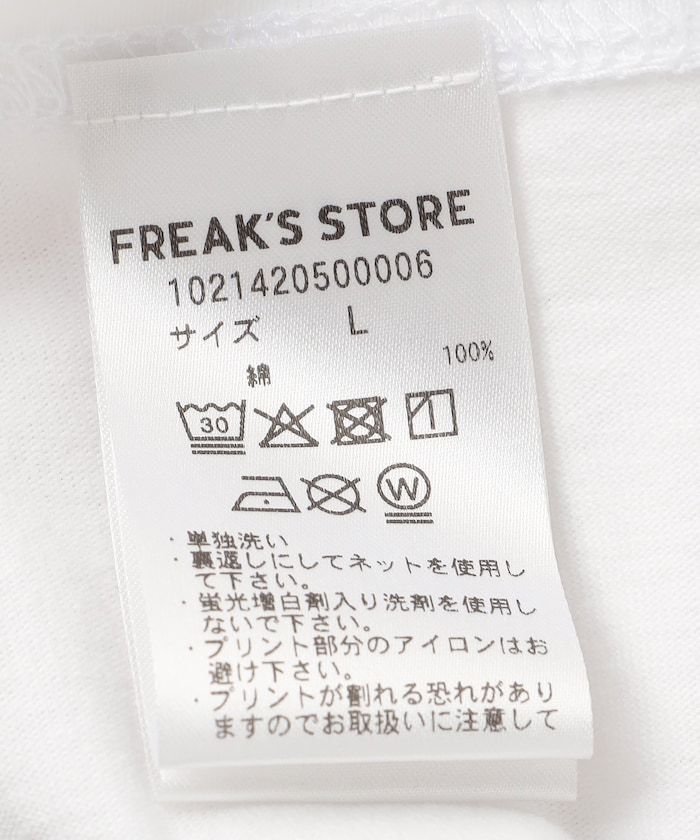 FREAK'S STORE
1021420500006
サイズ L
綿 100%
30
W
・単独洗い
・裏返しにしてネットを使用し
て下さい。
・蛍光増白剤入り洗剤を使用し
ないで下さい。
・プリント部分のアイロンはお
避け下さい。
・プリントが割れる恐れがあり
ますのでお取扱いに注意して